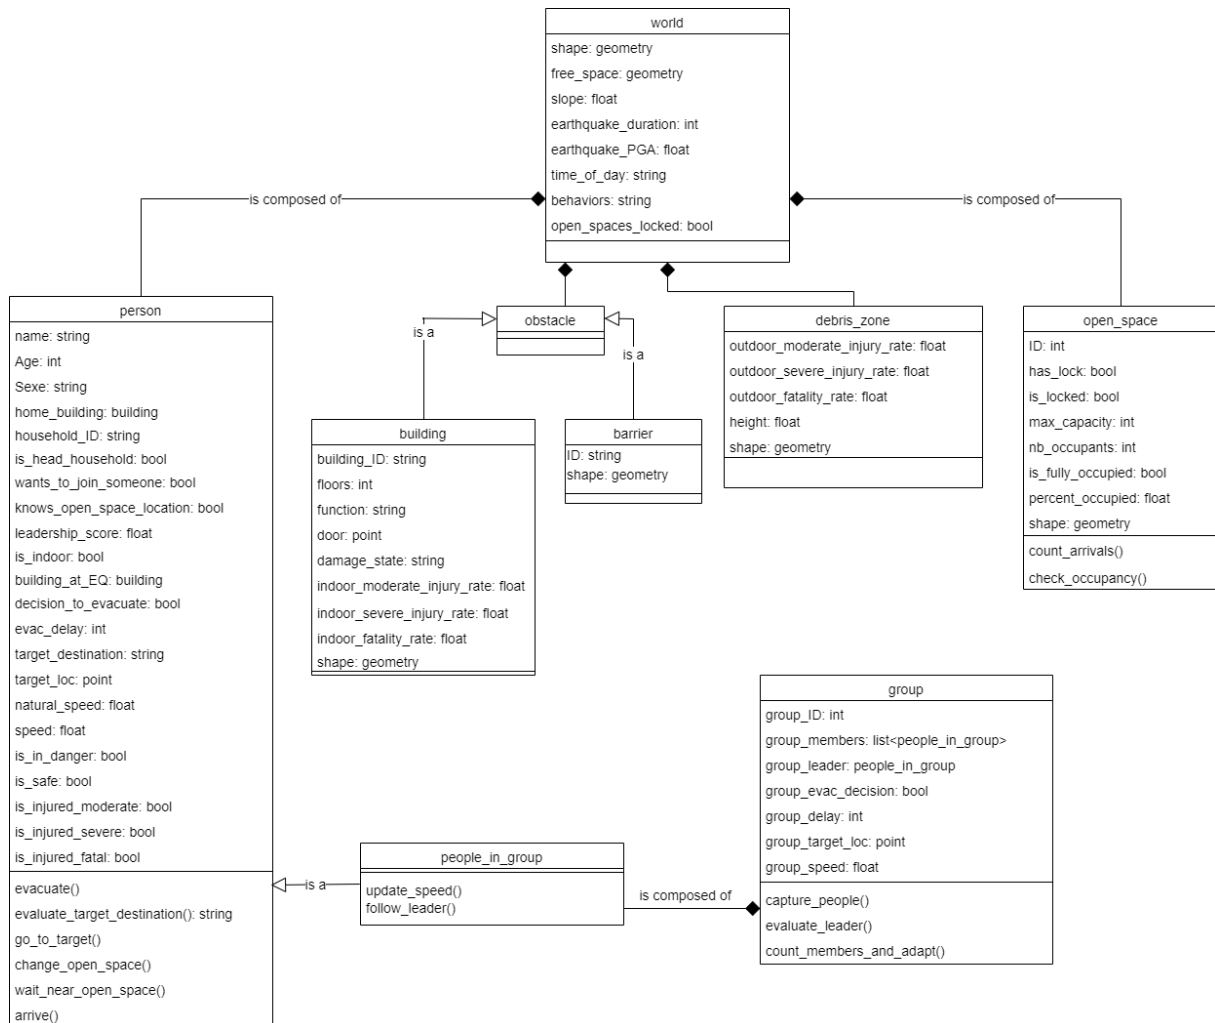 world
shape: geometry
free_space: geometry
slope: float
earthquake_duration: int
earthquake_PGA: float
time_of_day: string
behaviors: string
open_spaces_locked: bool
is composed of
is composed of
person
name: string
Age: int
Sexe: string
home_building: building
household_ID: string
is_head_household: bool
wants_to_join_someone: bool
knows_open_space_location: bool
leadership_score: float
is_indoor: bool
building_at_EQ: building
decision_to_evacuate: bool
evac_delay: int
target_destination: string
target_loc: point
natural_speed: float
speed: float
is_in_danger: bool
is_safe: bool
is_injured_moderate: bool
is_injured_severe: bool
is_injured_fatal: bool
evacuate()
evaluate_target_destination(): string
go_to_target()
change_open_space()
wait_near_open_space()
arrive()
obstacle
is a
is a
building
building_ID: string
floors: int
function: string
door: point
damage_state: string
indoor_moderate_injury_rate: float
indoor_severe_injury_rate: float
indoor_fatality_rate: float
shape: geometry
barrier
ID: string
shape: geometry
debris_zone
outdoor_moderate_injury_rate: float
outdoor_severe_injury_rate: float
outdoor_fatality_rate: float
height: float
shape: geometry
open_space
ID: int
has_lock: bool
is_locked: bool
max_capacity: int
nb_occupants: int
is_fully_occupied: bool
percent_occupied: float
shape: geometry
count_arrivals()
check_occupancy()
is a
people_in_group
update_speed()
follow_leader()
is composed of
group
group_ID: int
group_members: list<people_in_group>
group_leader: people_in_group
group_evac_decision: bool
group_delay: int
group_target_loc: point
group_speed: float
capture_people()
evaluate_leader()
count_members_and_adapt()